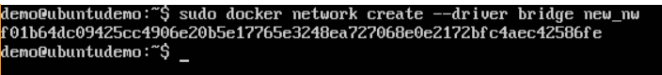 demo@ubuntudemo:~$ sudo docker network create --driver bridge new_nw
f01b64dc09425cc4906e20b5e17765e3248ea727068e0e2172bfc4aec42586fe
demo@ubuntudemo:~$ _